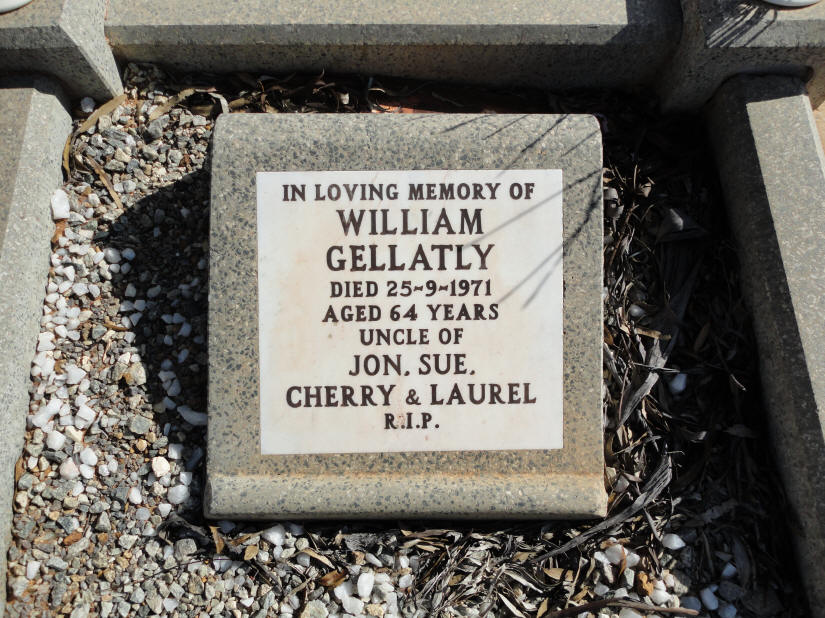 IN LOVING MEMORY OF
WILLIAM
GELLATLY
DIED 25-9-1971
AGED 64 YEARS
UNCLE OF
JON. SUE.
CHERRY & LAUREL
R.I.P.